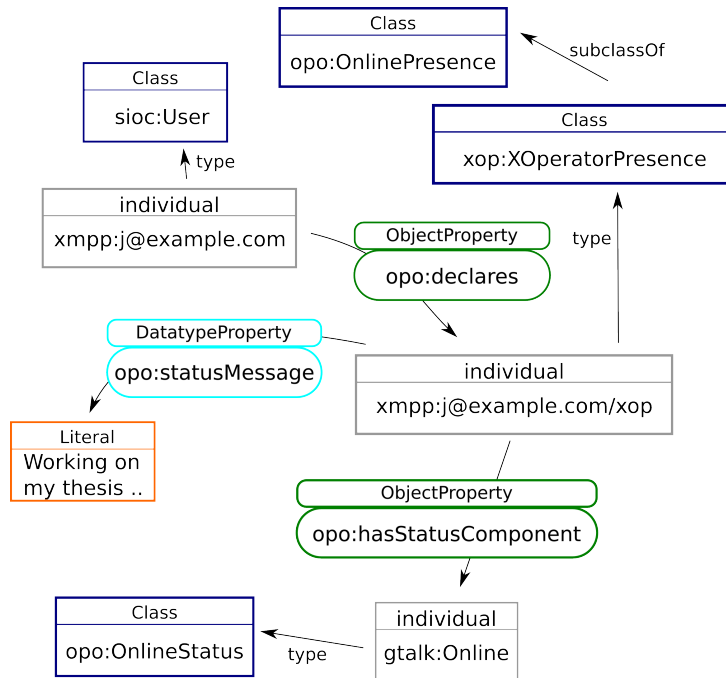 Class
opo:OnlinePresence
subclassOf
Class
sioc:User
Class
xop:XOperatorPresence
type
individual
xmpp:j@example.com
ObjectProperty
opo:declares
type
DatatypeProperty
opo:statusMessage
individual
xmpp:j@example.com/xop
Literal
Working on
my thesis ..
ObjectProperty
opo:hasStatusComponent
Class
opo:OnlineStatus
type
individual
gtalk:Online